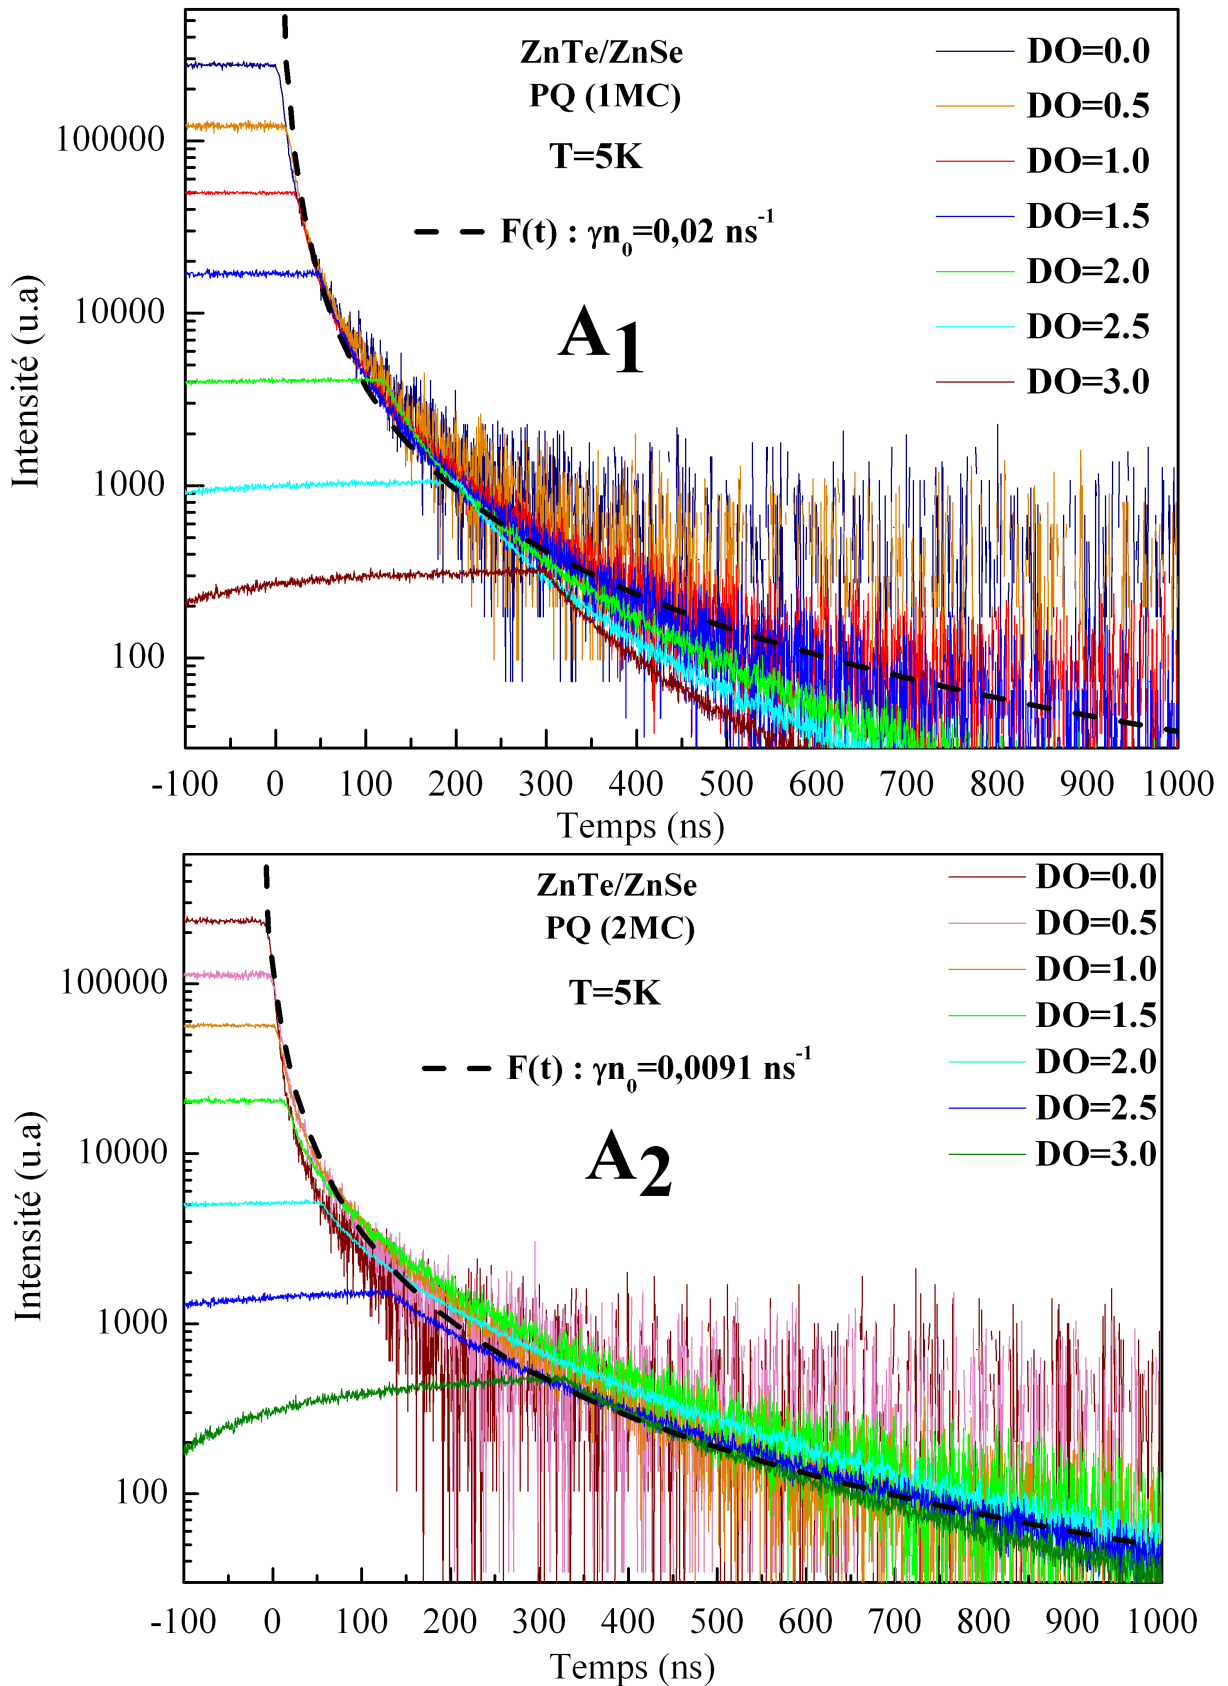 ZnTe/ZnSe
PQ (1MC)
T=5K
F(t) : γn₀=0,02 ns⁻¹
A1
DO=0.0
DO=0.5
DO=1.0
DO=1.5
DO=2.0
DO=2.5
DO=3.0
Intensité (u.a)
100000
10000
1000
100
-100 0 100 200 300 400 500 600 700 800 900 1000
Temps (ns)
ZnTe/ZnSe
PQ (2MC)
T=5K
F(t) : γn₀=0,0091 ns⁻¹
A2
DO=0.0
DO=0.5
DO=1.0
DO=1.5
DO=2.0
DO=2.5
DO=3.0
Intensité (u.a)
100000
10000
1000
100
-100 0 100 200 300 400 500 600 700 800 900 1000
Temps (ns)